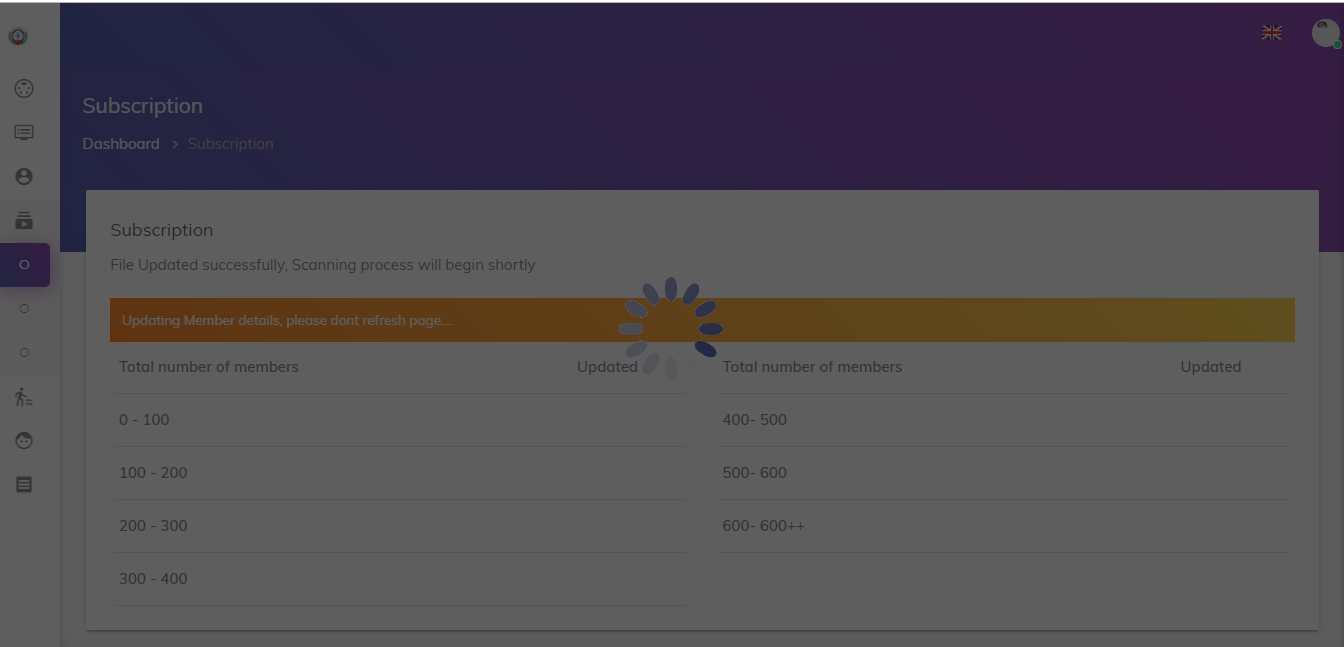 Subscription
Dashboard > Subscription
Subscription
File Updated successfully, Scanning process will begin shortly
Updating Member details, please dont refresh page....
Total number of members Updated Total number of members Updated
0 - 100 400- 500
100 - 200 500- 600
200 - 300 600- 600++
300 - 400